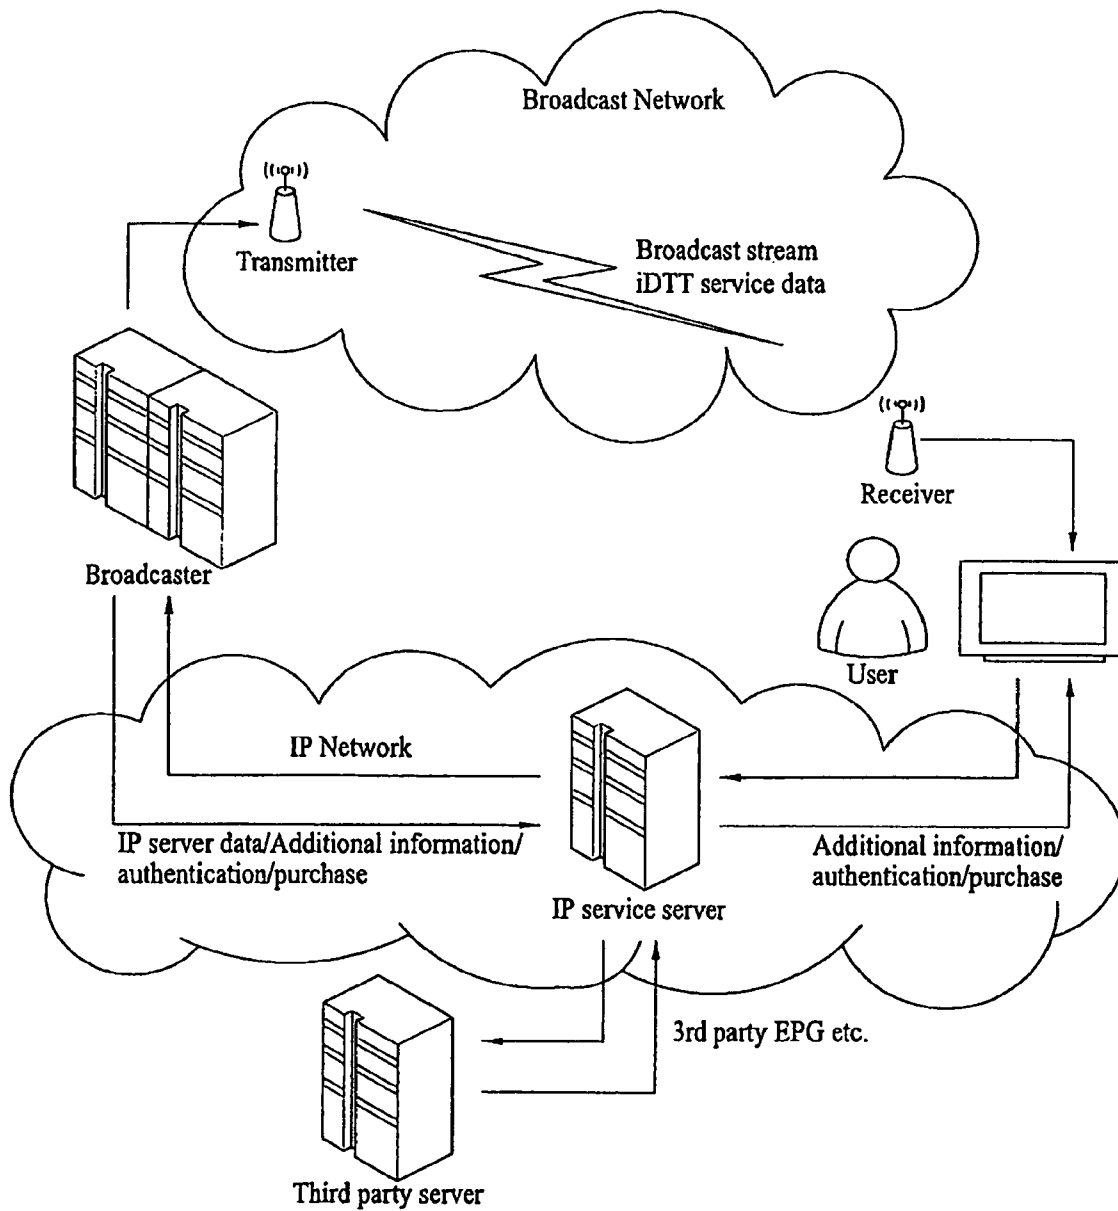 Broadcast Network
Transmitter
Broadcast stream
iDTT service data
Receiver
Broadcaster
User
IP Network
IP server data/Additional information/
authentication/purchase
Additional information/
authentication/purchase
IP service server
3rd party EPG etc.
Third party server